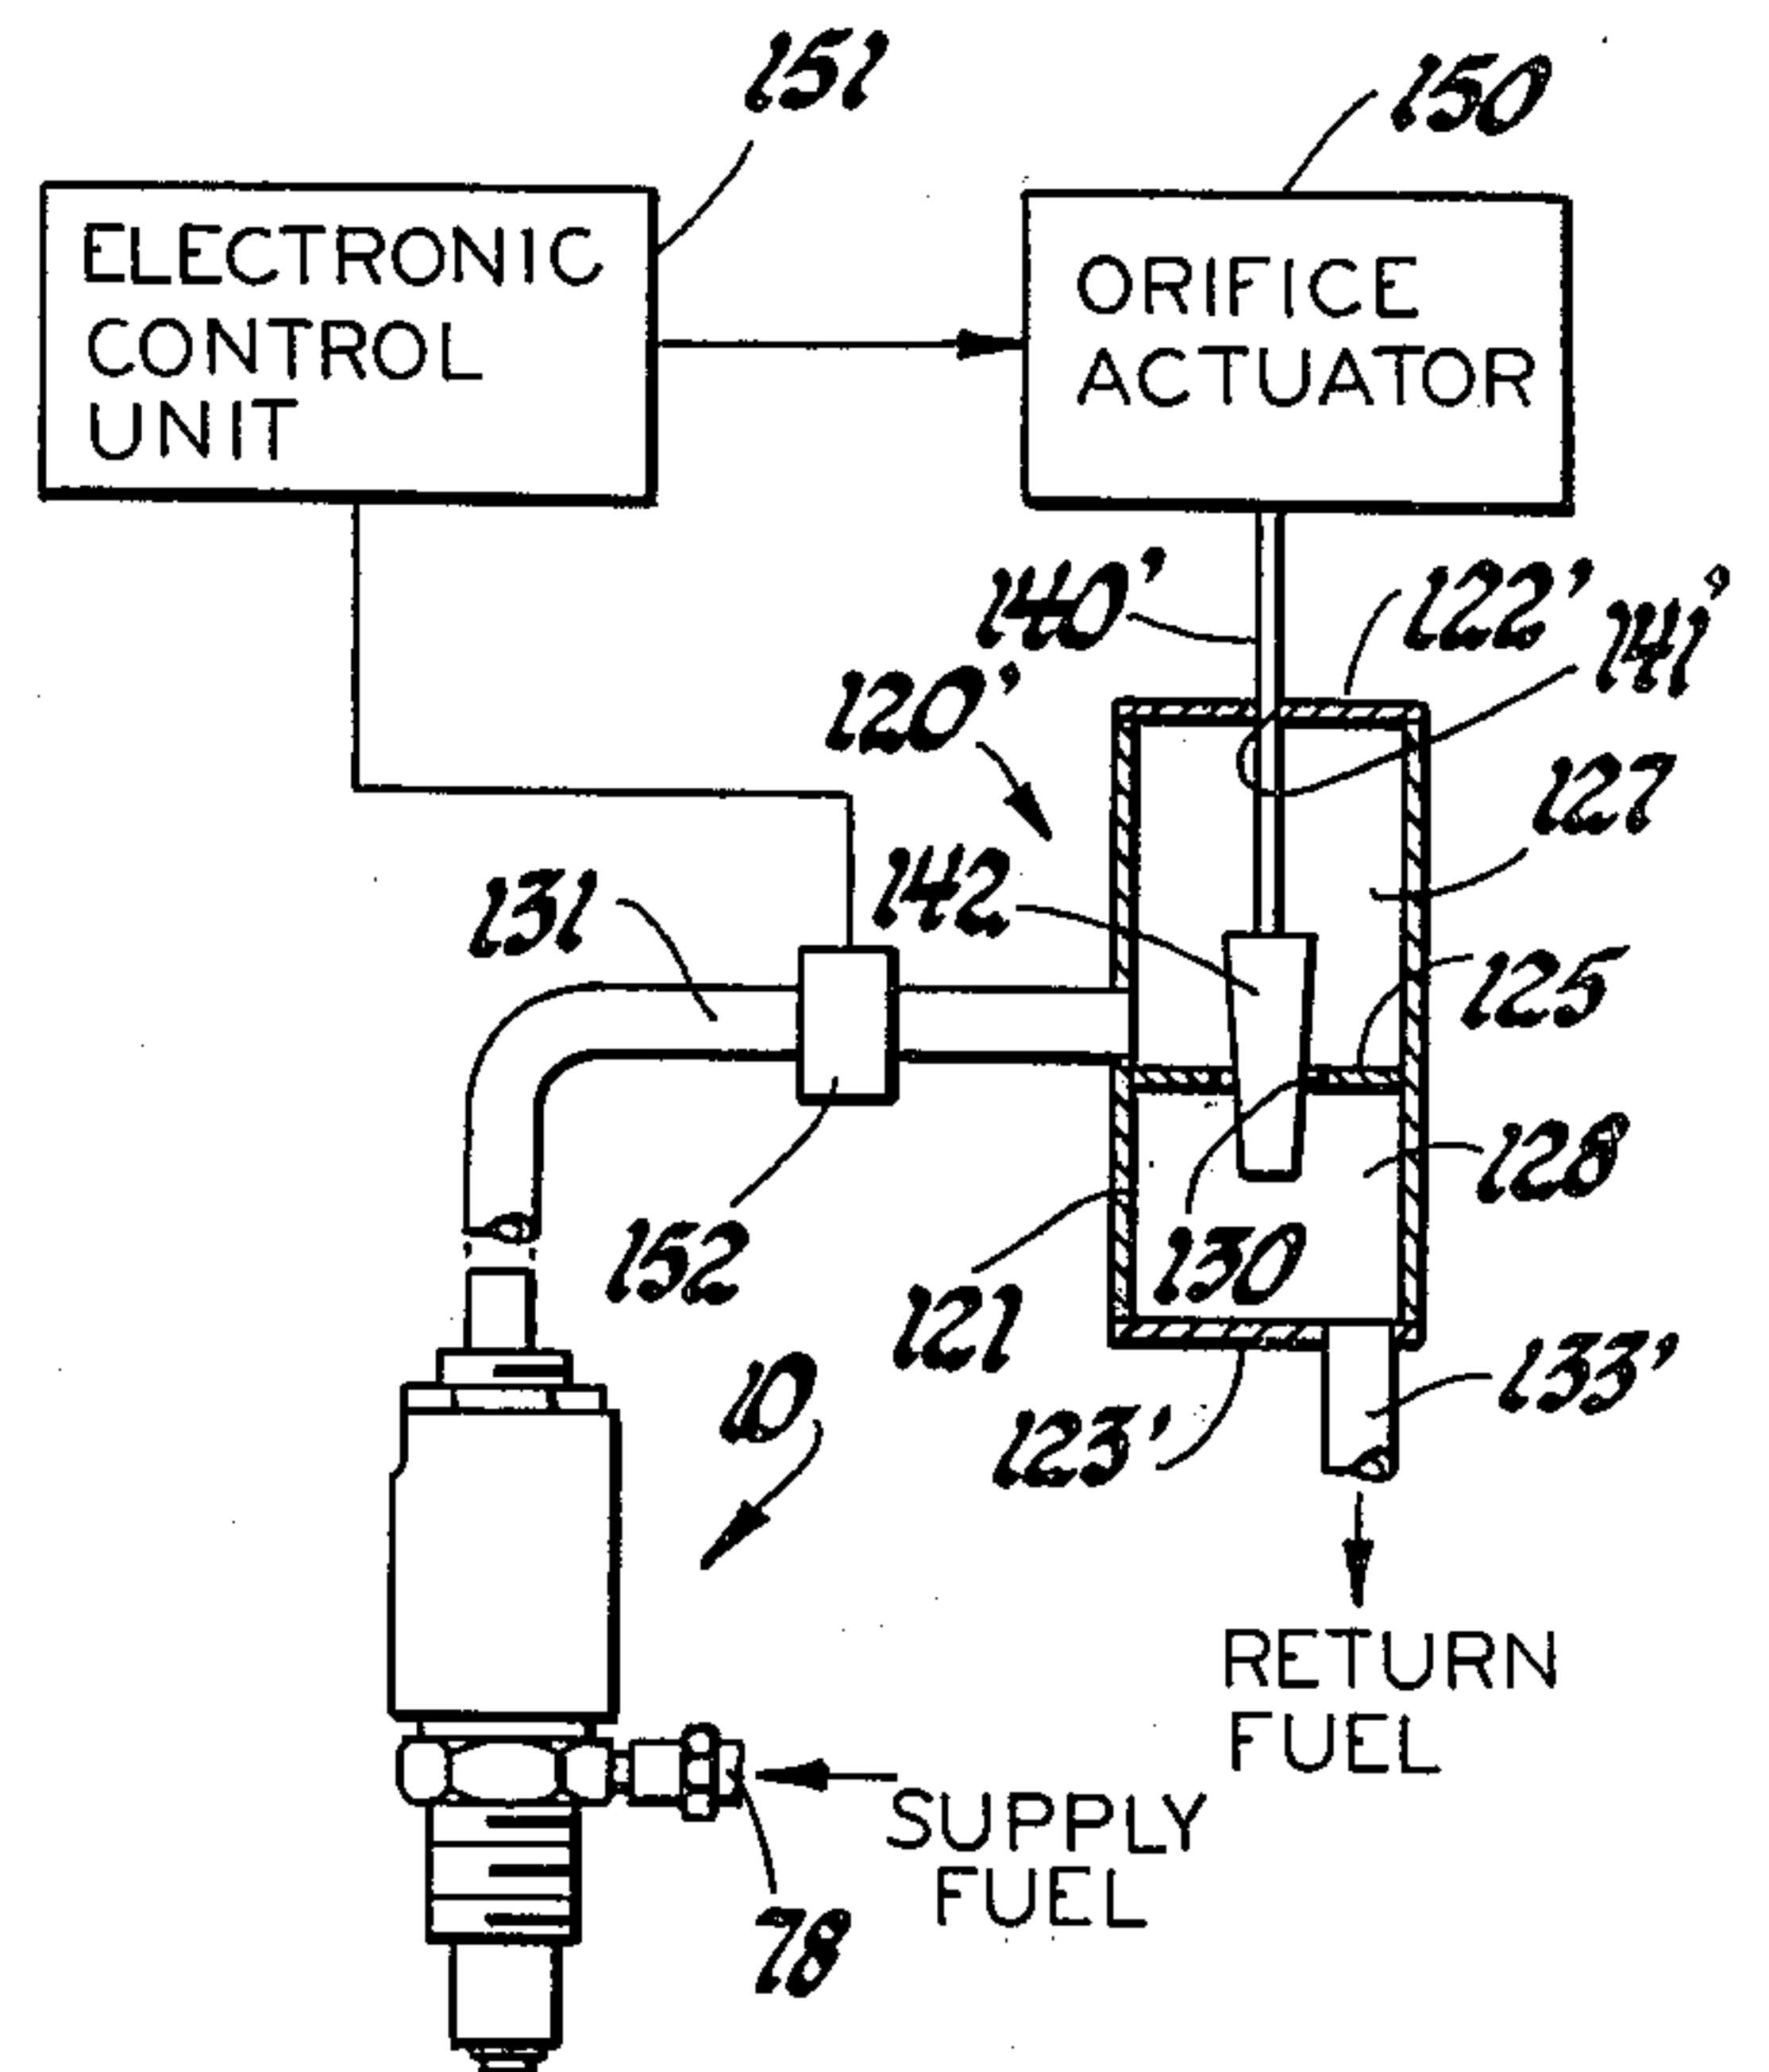 151
150
ELECTRONIC
CONTROL
UNIT
ORIFICE
ACTUATOR
140'
122'
141'
120'
127
142
131
125
128
152
130
121
133'
10
123'
RETURN
FUEL
SUPPLY
FUEL
78